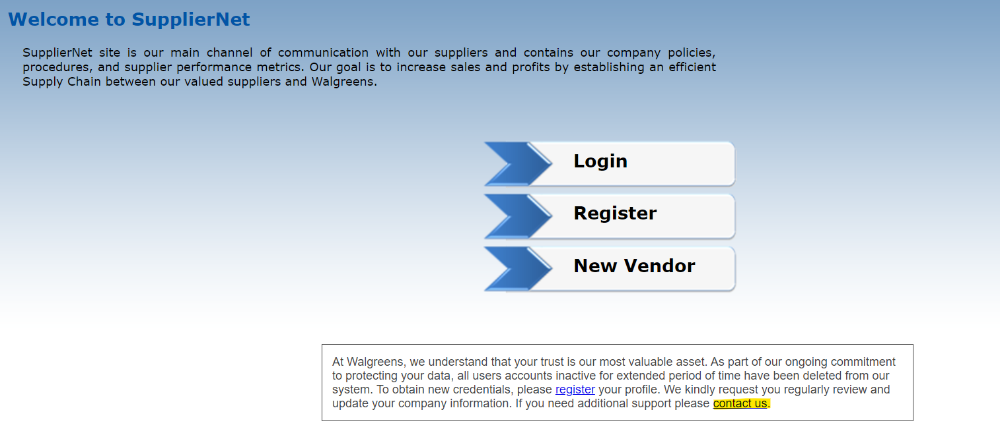 Welcome to SupplierNet
SupplierNet site is our main channel of communication with our suppliers and contains our company policies,
procedures, and supplier performance metrics. Our goal is to increase sales and profits by establishing an efficient
Supply Chain between our valued suppliers and Walgreens.
Login
Register
New Vendor
At Walgreens, we understand that your trust is our most valuable asset. As part of our ongoing commitment
to protecting your data, all users accounts inactive for extended period of time have been deleted from our
system. To obtain new credentials, please register your profile. We kindly request you regularly review and
update your company information. If you need additional support please contact us.